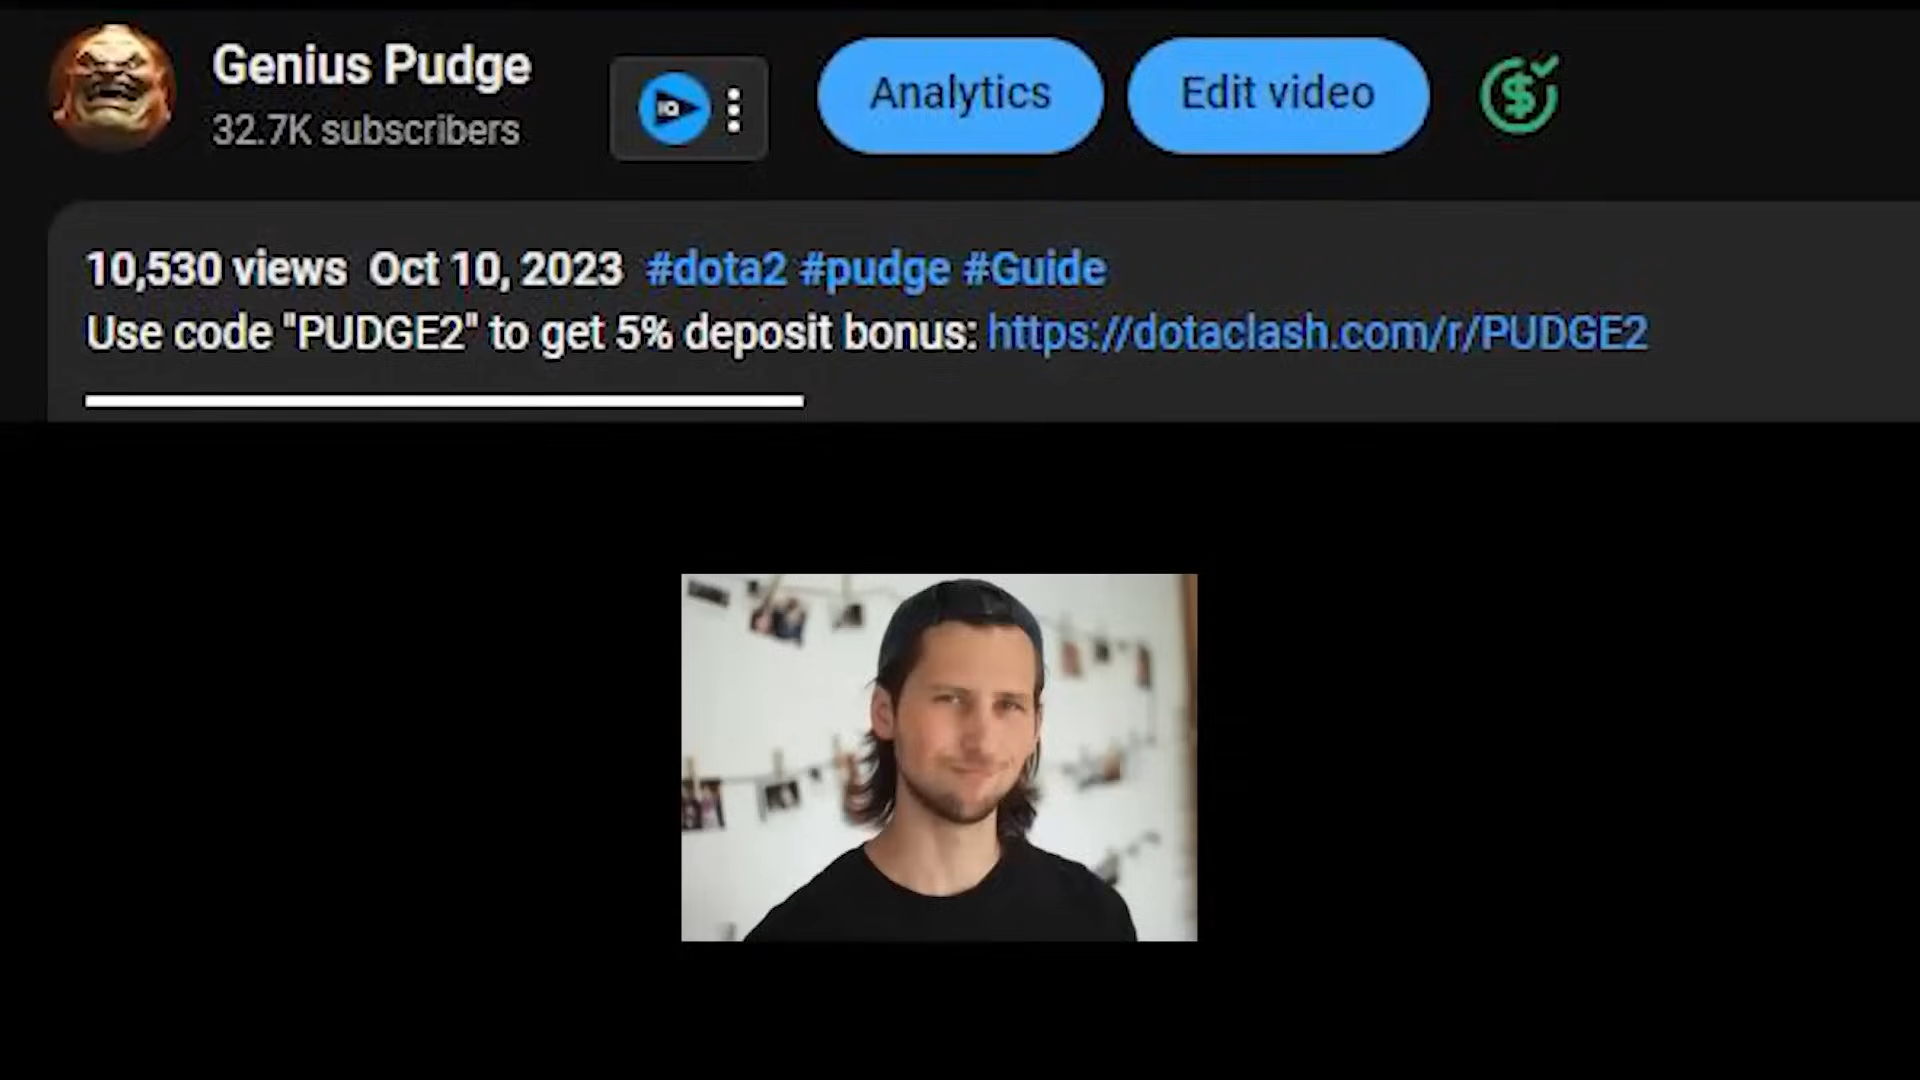 Genius Pudge
32.7K subscribers
IQ
Analytics
Edit video
$
10,530 views Oct 10, 2023 #dota2 #pudge #Guide
Use code "PUDGE2" to get 5% deposit bonus: https://dotaclash.com/r/PUDGE2